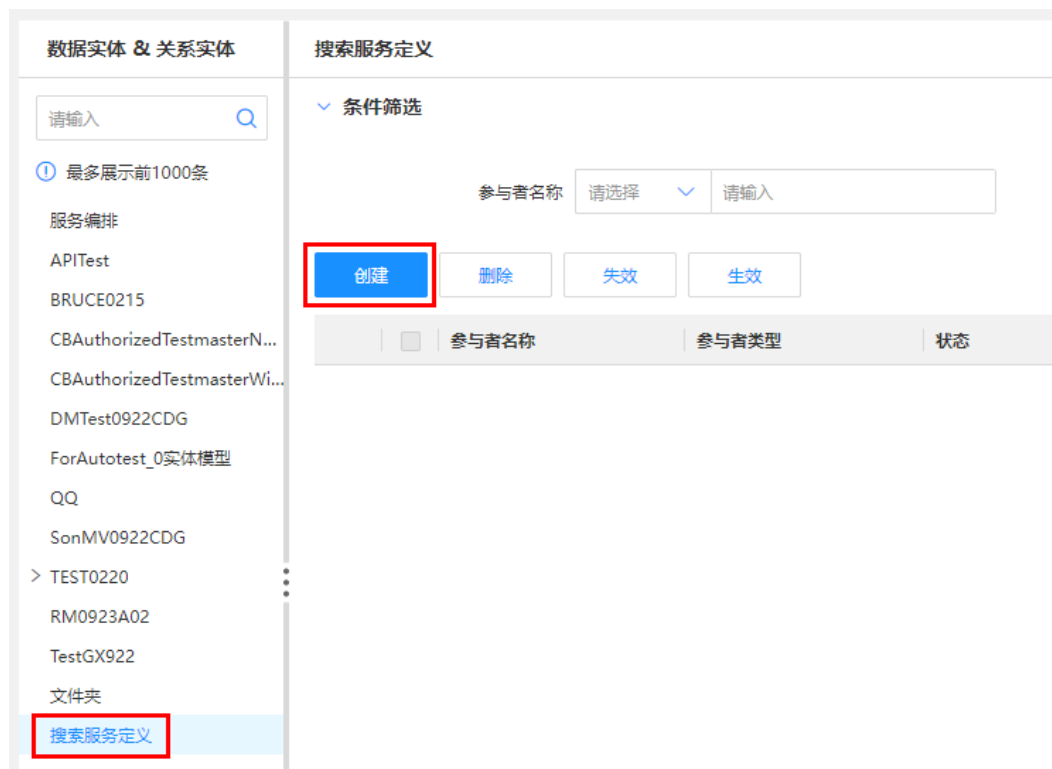 数据实体 & 关系实体
请输入
最多展示前1000条
服务编排
APITest
BRUCE0215
CBAuthorizedTestmasterN...
CBAuthorizedTestmasterWi...
DMTest0922CDG
ForAutotest_0实体模型
QQ
SonMV0922CDG
TEST0220
RM0923A02
TestGX922
文件夹
搜索服务定义
搜索服务定义
条件筛选
参与者名称 请选择 请输入
创建 删除 失效 生效
参与者名称 参与者类型 状态